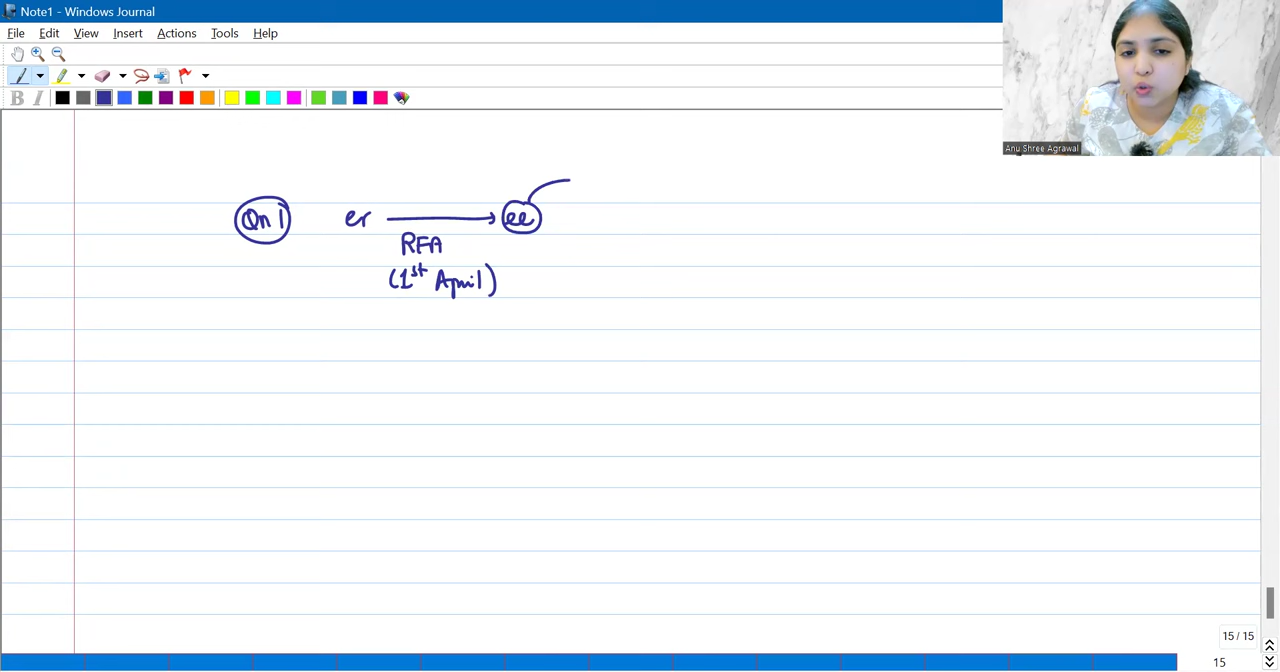 Note1 - Windows Journal
File Edit View Insert Actions Tools Help
B I
Anu Shree Agrawal
Qn 1 er ee
RFA
(1st April)
15 / 15
15